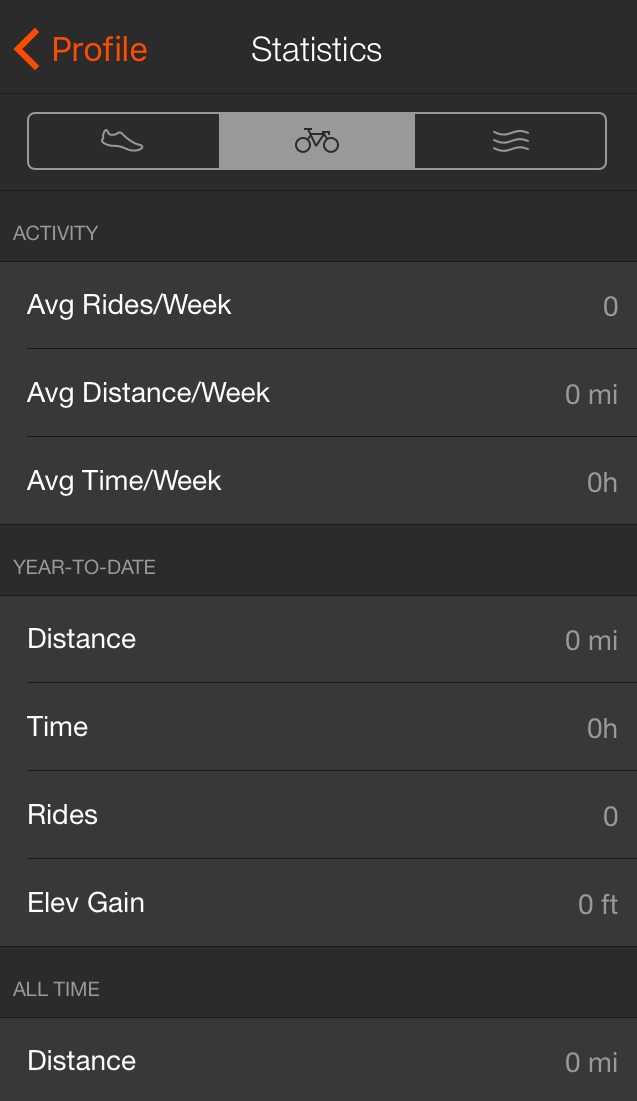 Profile
Statistics
ACTIVITY
Avg Rides/Week 0
Avg Distance/Week 0 mi
Avg Time/Week 0h
YEAR-TO-DATE
Distance 0 mi
Time 0h
Rides 0
Elev Gain 0 ft
ALL TIME
Distance 0 mi